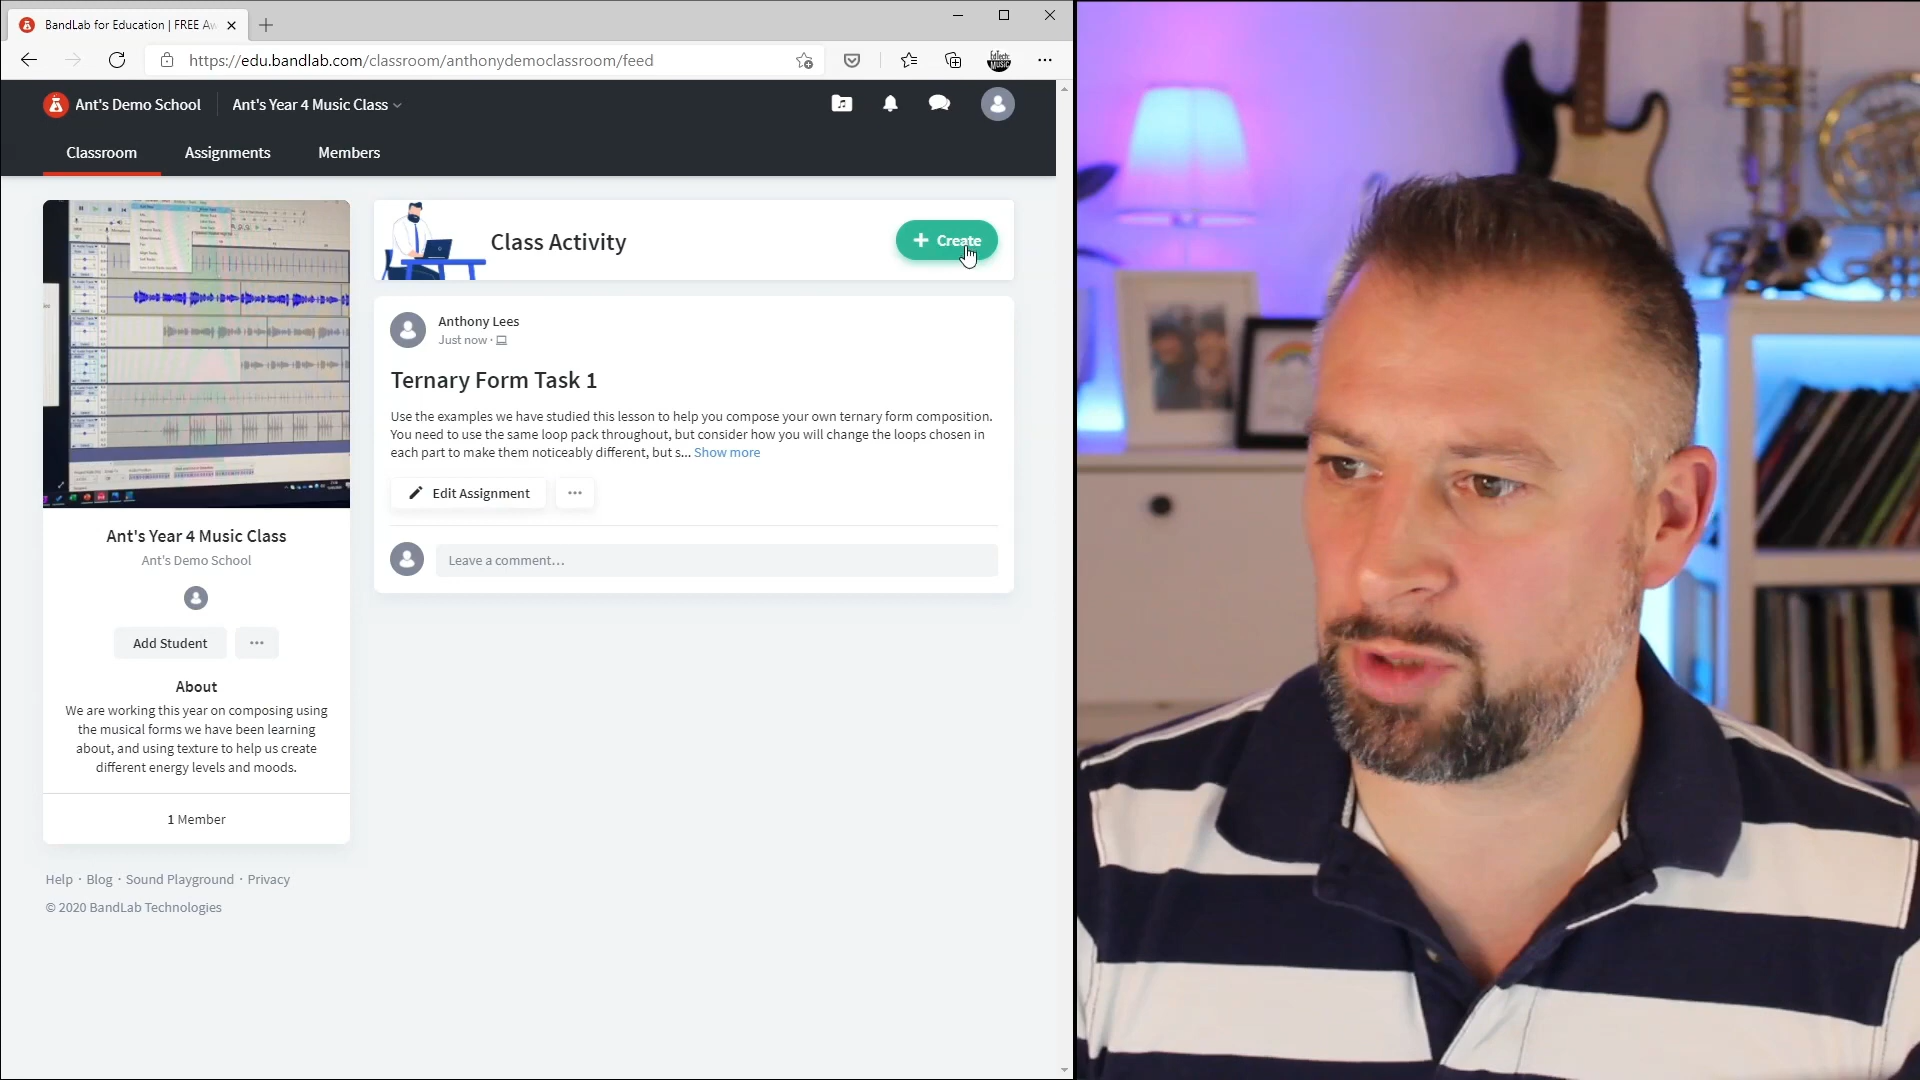 BandLab for Education | FREE Aw
https://edu.bandlab.com/classroom/anthonydemoclassroom/feed
EdTech
MUSIC
Ant's Demo School
Ant's Year 4 Music Class
Classroom
Assignments
Members
Class Activity
+ Create
Anthony Lees
Just now ·
Ternary Form Task 1
Use the examples we have studied this lesson to help you compose your own ternary form composition.
You need to use the same loop pack throughout, but consider how you will change the loops chosen in
each part to make them noticeably different, but s... Show more
Edit Assignment
Leave a comment...
Ant's Year 4 Music Class
Ant's Demo School
Add Student
About
We are working this year on composing using
the musical forms we have been learning
about, and using texture to help us create
different energy levels and moods.
1 Member
Help · Blog · Sound Playground · Privacy
© 2020 BandLab Technologies